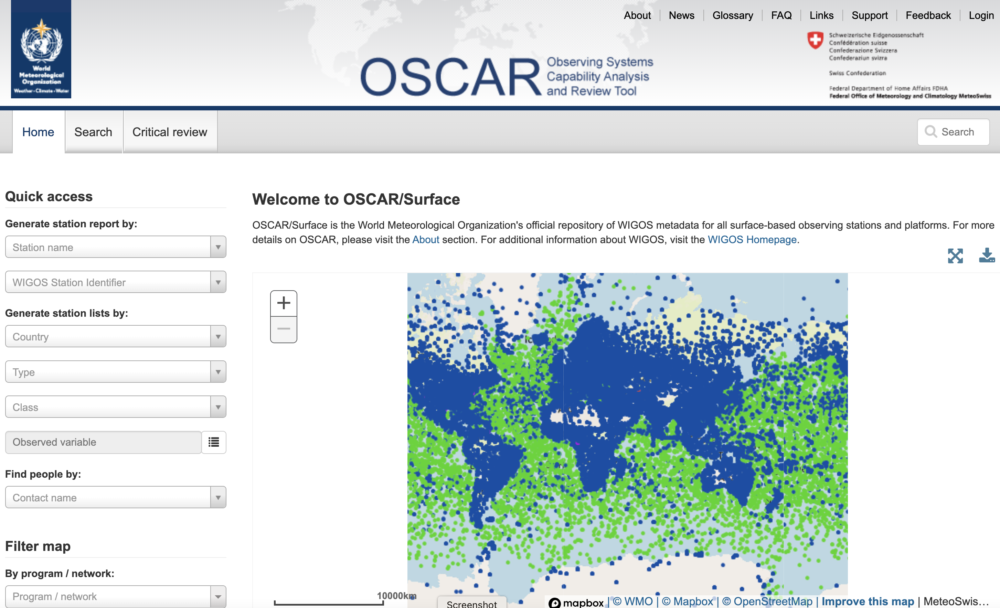 About
News
Glossary
FAQ
Links
Support
Feedback
Login
World
Meteorological
Organization
Weather - Climate - Water
OSCAR
Observing Systems
Capability Analysis
and Review Tool
Schweizerische Eidgenossenschaft
Confédération suisse
Confederazione Svizzera
Confederaziun svizra
Swiss Confederation
Federal Department of Home Affairs FDHA
Federal Office of Meteorology and Climatology MeteoSwiss
Home
Search
Critical review
Search
Quick access
Generate station report by:
Station name
WIGOS Station Identifier
Generate station lists by:
Country
Type
Class
Observed variable
Find people by:
Contact name
Filter map
By program / network:
Program / network
Welcome to OSCAR/Surface
OSCAR/Surface is the World Meteorological Organization's official repository of WIGOS metadata for all surface-based observing stations and platforms. For more
details on OSCAR, please visit the About section. For additional information about WIGOS, visit the WIGOS Homepage.
10000km
Screenshot
mapbox | © WMO | © Mapbox | © OpenStreetMap | Improve this map | MeteoSwis...